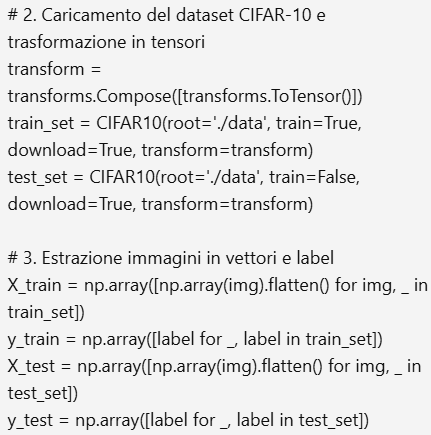 # 2. Caricamento del dataset CIFAR-10 e
trasformazione in tensori
transform =
transforms.Compose([transforms.ToTensor()])
train_set = CIFAR10(root='./data', train=True,
download=True, transform=transform)
test_set = CIFAR10(root='./data', train=False,
download=True, transform=transform)

# 3. Estrazione immagini in vettori e label
X_train = np.array([np.array(img).flatten() for img, _ in
train_set])
y_train = np.array([label for _, label in train_set])
X_test = np.array([np.array(img).flatten() for img, _ in
test_set])
y_test = np.array([label for _, label in test_set])